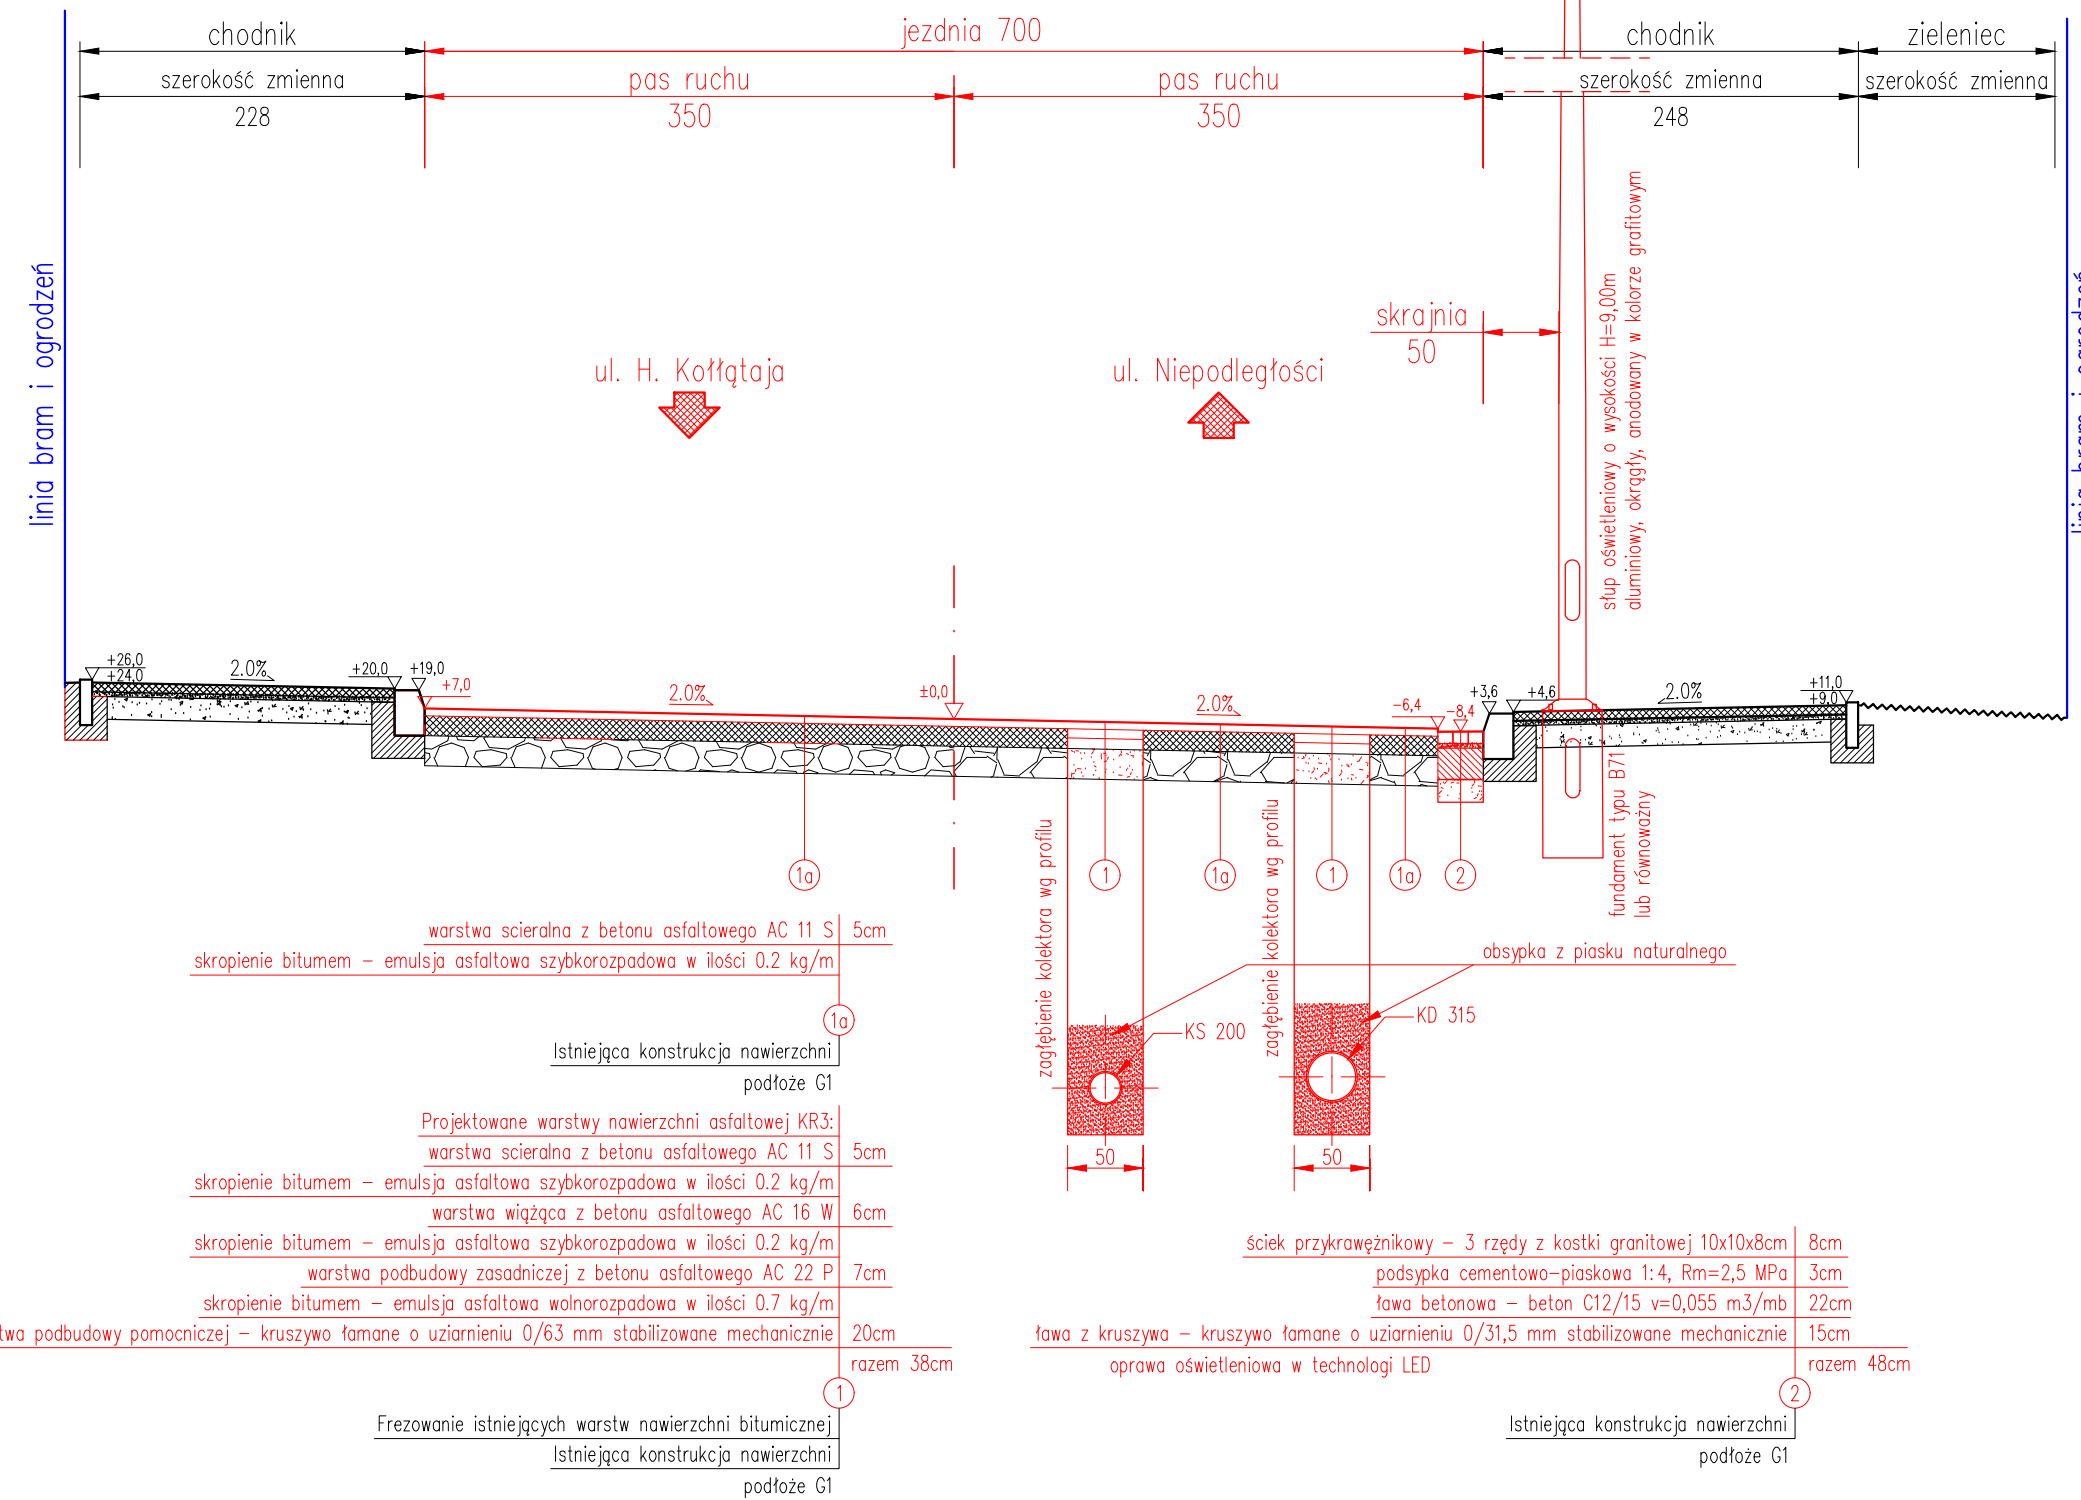 chodnik
jezdnia 700
chodnik
zieleniec
szerokość zmienna
pas ruchu
pas ruchu
szerokość zmienna
szerokość zmienna
228
350
350
248
linia bram i ogrodzeń
skrajnia
50
ul. H. Kołłątaja
ul. Niepodległości
słup oświetleniowy o wysokości H=9,00m
aluminiowy, okrągły, anodowany w kolorze grafitowym
linia bram i ogrodzeń
+26,0
+24,0
2.0%
+20,0
+19,0
+7,0
2.0%
±0,0
2.0%
-6,4
-8,4
+3,6
+4,6
2.0%
+11,0
+9,0
1a
1
1a
1
1a
2
zagłębienie kolektora wg profilu
zagłębienie kolektora wg profilu
fundament typu B71
lub równoważny
warstwa scieralna z betonu asfaltowego AC 11 S 5cm
skropienie bitumem – emulsja asfaltowa szybkorozpadowa w ilości 0.2 kg/m
1a
Istniejąca konstrukcja nawierzchni
podłoże G1
obsypka z piasku naturalnego
KS 200
KD 315
50
50
Projektowane warstwy nawierzchni asfaltowej KR3:
warstwa scieralna z betonu asfaltowego AC 11 S 5cm
skropienie bitumem – emulsja asfaltowa szybkorozpadowa w ilości 0.2 kg/m
warstwa wiążąca z betonu asfaltowego AC 16 W 6cm
skropienie bitumem – emulsja asfaltowa szybkorozpadowa w ilości 0.2 kg/m
warstwa podbudowy zasadniczej z betonu asfaltowego AC 22 P 7cm
skropienie bitumem – emulsja asfaltowa wolnorozpadowa w ilości 0.7 kg/m
twa podbudowy pomocniczej – kruszywo łamane o uziarnieniu 0/63 mm stabilizowane mechanicznie 20cm
razem 38cm
1
Frezowanie istniejących warstw nawierzchni bitumicznej
Istniejąca konstrukcja nawierzchni
podłoże G1
ściek przykrawężnikowy – 3 rzędy z kostki granitowej 10x10x8cm 8cm
podsypka cementowo-piaskowa 1:4, Rm=2,5 MPa 3cm
ława betonowa – beton C12/15 v=0,055 m3/mb 22cm
ława z kruszywa – kruszywo łamane o uziarnieniu 0/31,5 mm stabilizowane mechanicznie 15cm
oprawa oświetleniowa w technologi LED
razem 48cm
2
Istniejąca konstrukcja nawierzchni
podłoże G1